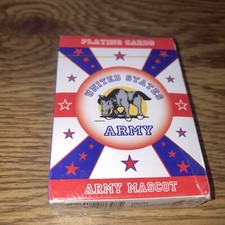 PLAYING CARDS
UNITED STATES
ARMY
ARMY MASCOT